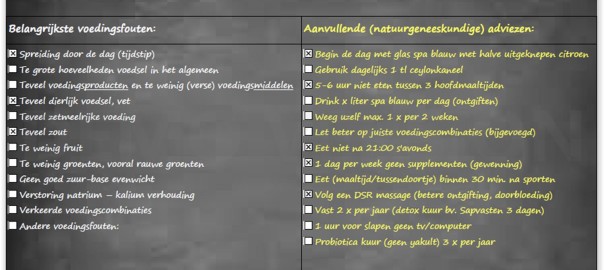 Belangrijkste voedingsfouten:
☒ Spreiding door de dag (tijdstip)
☐ Te grote hoeveelheden voedsel in het algemeen
☐ Teveel voedingsproducten en te weinig (verse) voedingsmiddelen
☒ Teveel dierlijk voedsel, vet
☐ Teveel zetmeelrijke voeding
☒ Teveel zout
☐ Te weinig fruit
☐ Te weinig groenten, vooral rauwe groenten
☐ Geen goed zuur-base evenwicht
☐ Verstoring natrium – kalium verhouding
☐ Verkeerde voedingscombinaties
☐ Andere voedingsfouten:
Aanvullende (natuurgeneeskundige) adviezen:
☒ Begin de dag met glas spa blauw met halve uitgeknepen citroen
☐ Gebruik dagelijks 1 tl ceylonkaneel
☒ 5-6 uur niet eten tussen 3 hoofdmaaltijden
☐ Drink x liter spa blauw per dag (ontgiften)
☐ Weeg uzelf max. 1 x per 2 weken
☐ Let beter op juiste voedingscombinaties (bijgevoegd)
☒ Eet niet na 21:00 s'avonds
☒ 1 dag per week geen supplementen (gewenning)
☐ Eet (maaltijd/tussendoortje) binnen 30 min na sporten
☒ Volg een DSR massage (betere ontgifting, doorbloeding)
☐ Vast 2 x per jaar (detox kuur bv. Sapvasten 3 dagen)
☐ 1 uur voor slapen geen tv/computer
☐ Probiotica kuur (geen yakult) 3 x per jaar